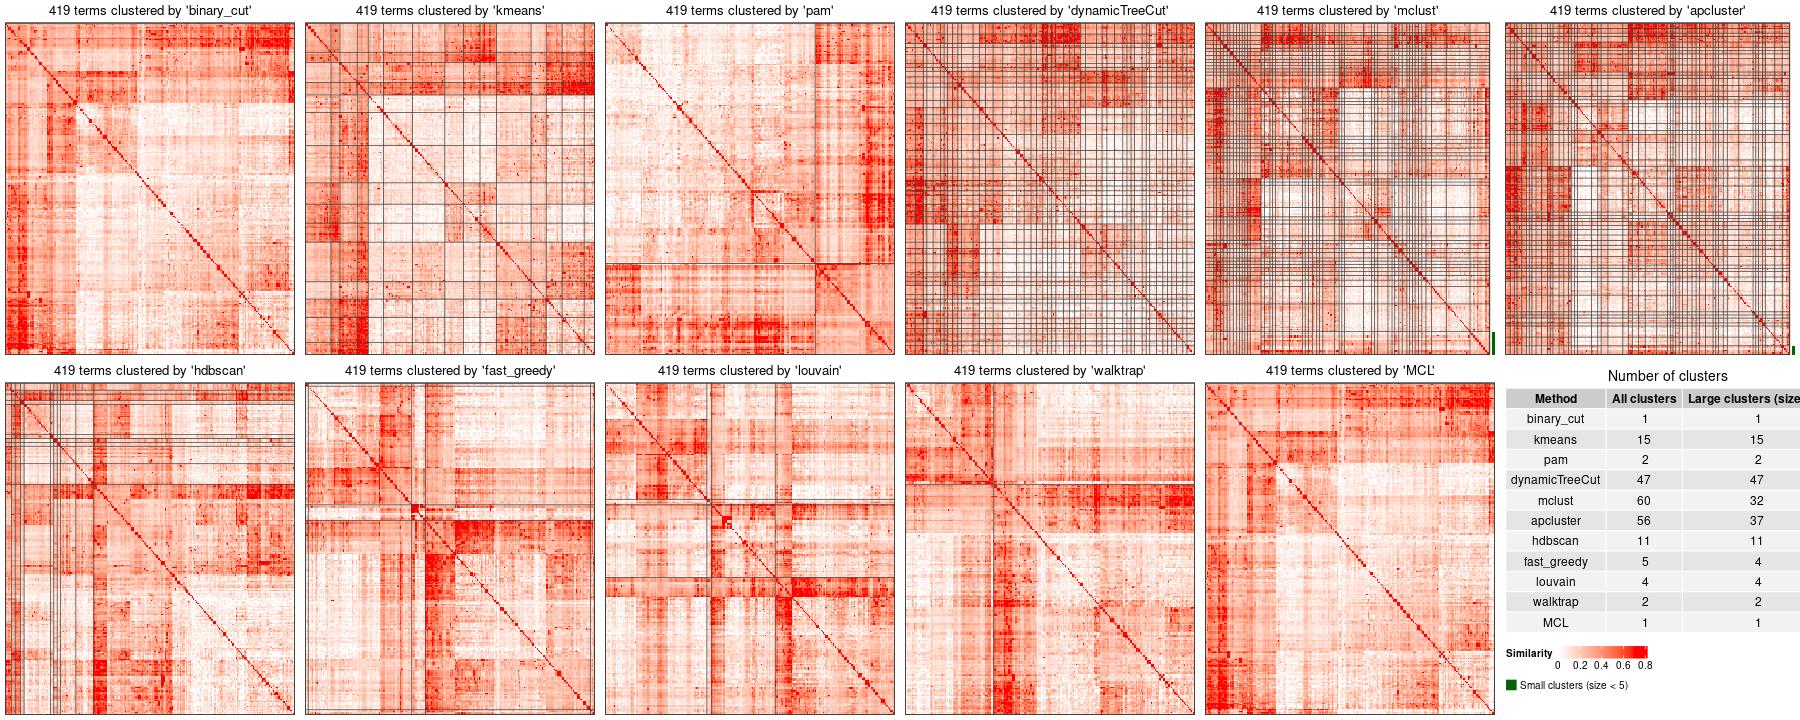 419 terms clustered by 'binary_cut'
419 terms clustered by 'kmeans'
419 terms clustered by 'pam'
419 terms clustered by 'dynamicTreeCut'
419 terms clustered by 'mclust'
419 terms clustered by 'apcluster'
419 terms clustered by 'hdbscan'
419 terms clustered by 'fast_greedy'
419 terms clustered by 'louvain'
419 terms clustered by 'walktrap'
419 terms clustered by 'MCL'
Number of clusters
Method All clusters Large clusters (size
binary_cut 1 1
kmeans 15 15
pam 2 2
dynamicTreeCut 47 47
mclust 60 32
apcluster 56 37
hdbscan 11 11
fast_greedy 5 4
louvain 4 4
walktrap 2 2
MCL 1 1
Similarity
0 0.2 0.4 0.6 0.8
Small clusters (size < 5)